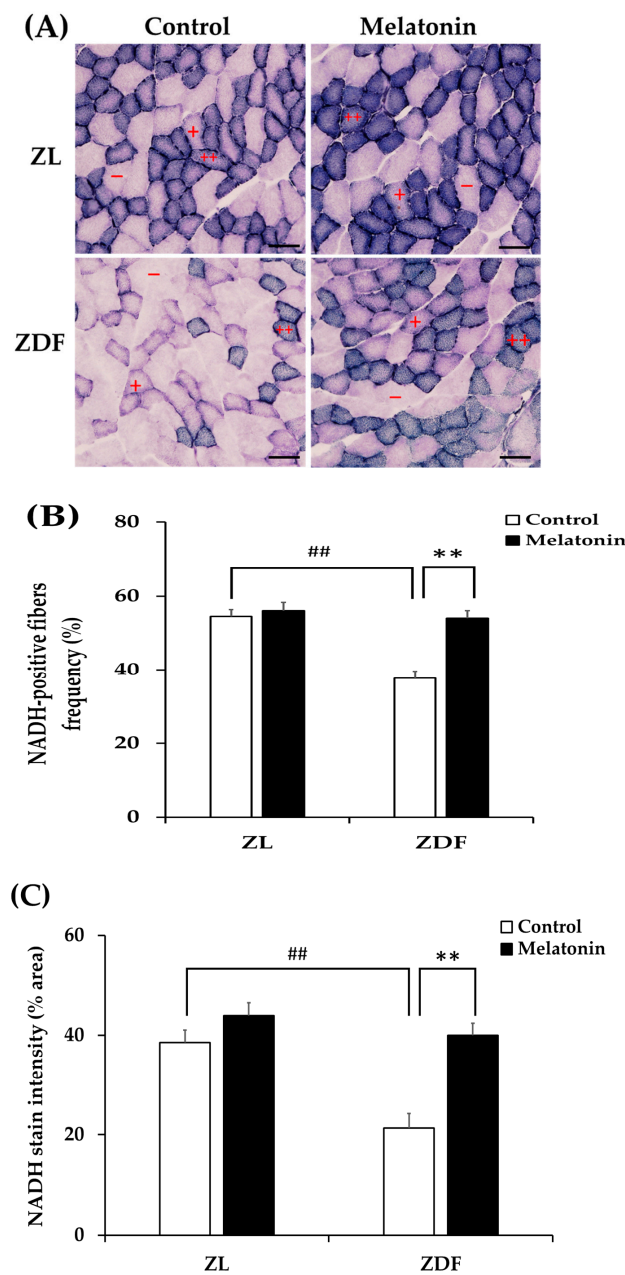 (A)
Control Melatonin
ZL
+
++
−
++
+
−
ZDF
−
++
+
+
++
−
(B)
80
60
40
20
0
NADH-positive fibers
frequency (%)
Control
Melatonin
##
**
ZL ZDF
(C)
60
40
20
0
NADH stain intensity (% area)
Control
Melatonin
##
**
ZL ZDF